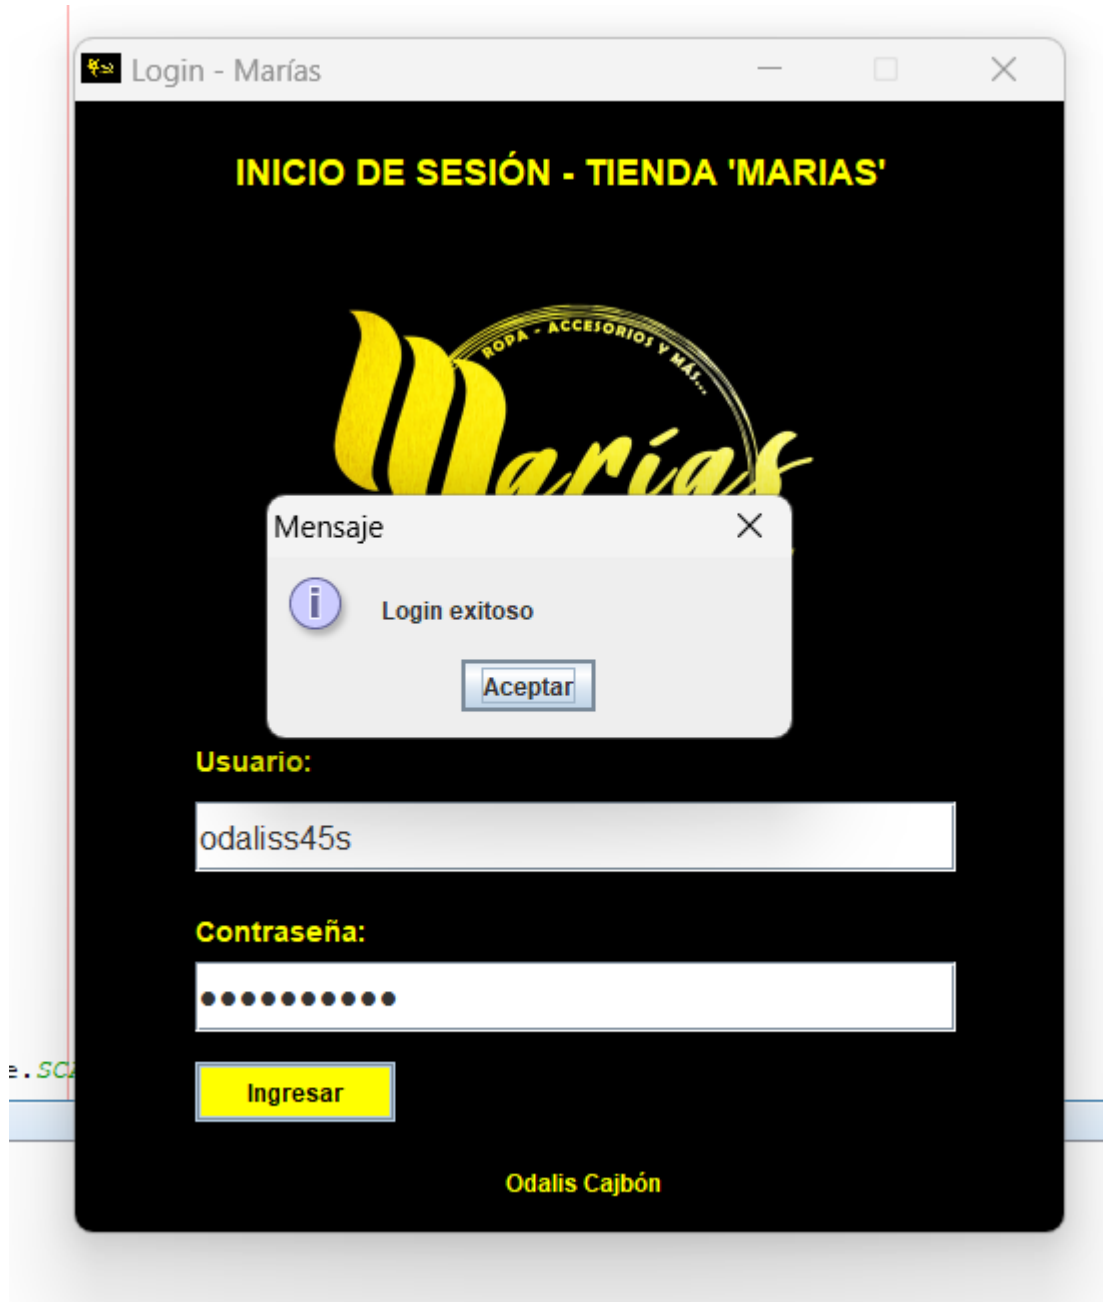 Login - Marías
INICIO DE SESIÓN - TIENDA 'MARIAS'
ROPA - ACCESORIOS Y MÁS...
Marías
Mensaje
Login exitoso
Aceptar
Usuario:
odaliss45s
Contraseña:
●●●●●●●●●●
Ingresar
Odalis Cajbón